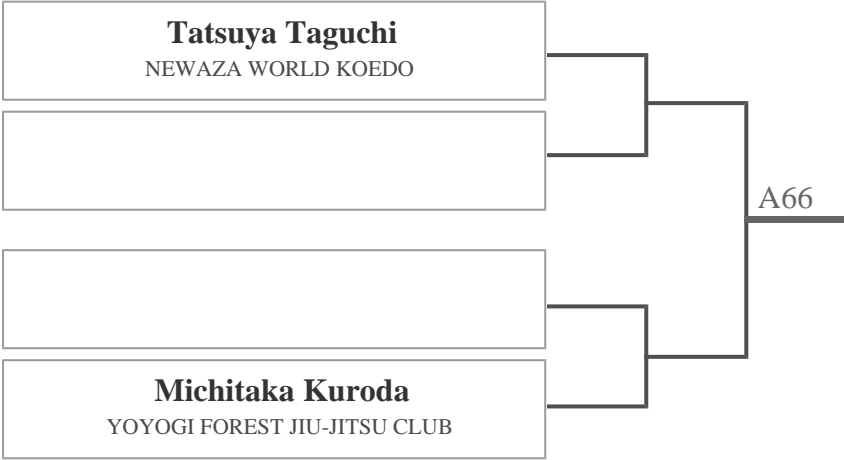 Tatsuya Taguchi
NEWAZA WORLD KOEDO
A66
Michitaka Kuroda
YOYOGI FOREST JIU-JITSU CLUB